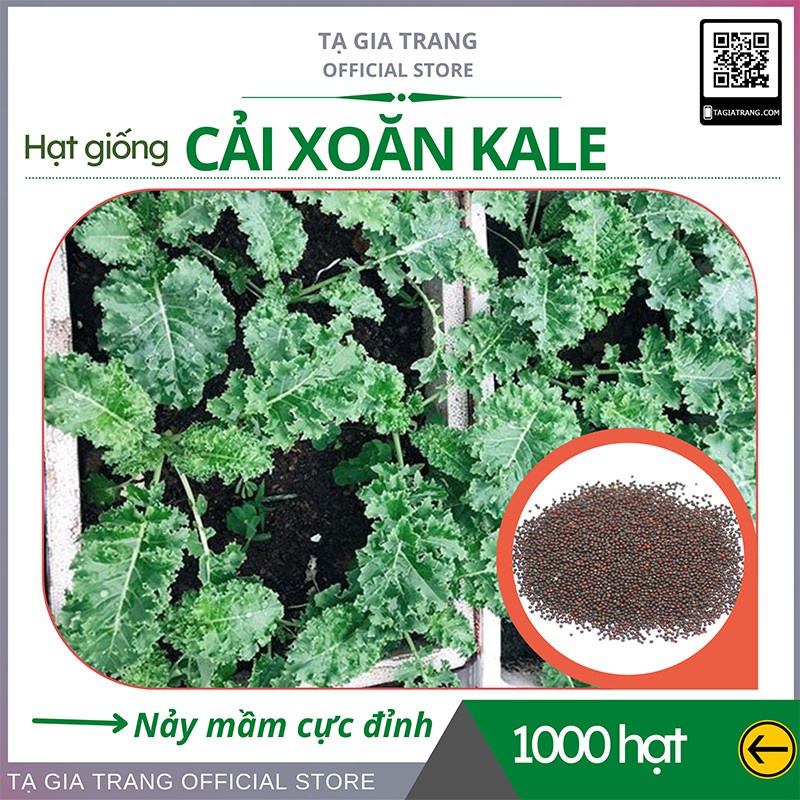 TẠ GIA TRANG
OFFICIAL STORE
TAGIATRANG.COM
Hạt giống CẢI XOĂN KALE
Nảy mầm cực đỉnh
1000 hạt
TẠ GIA TRANG OFFICIAL STORE